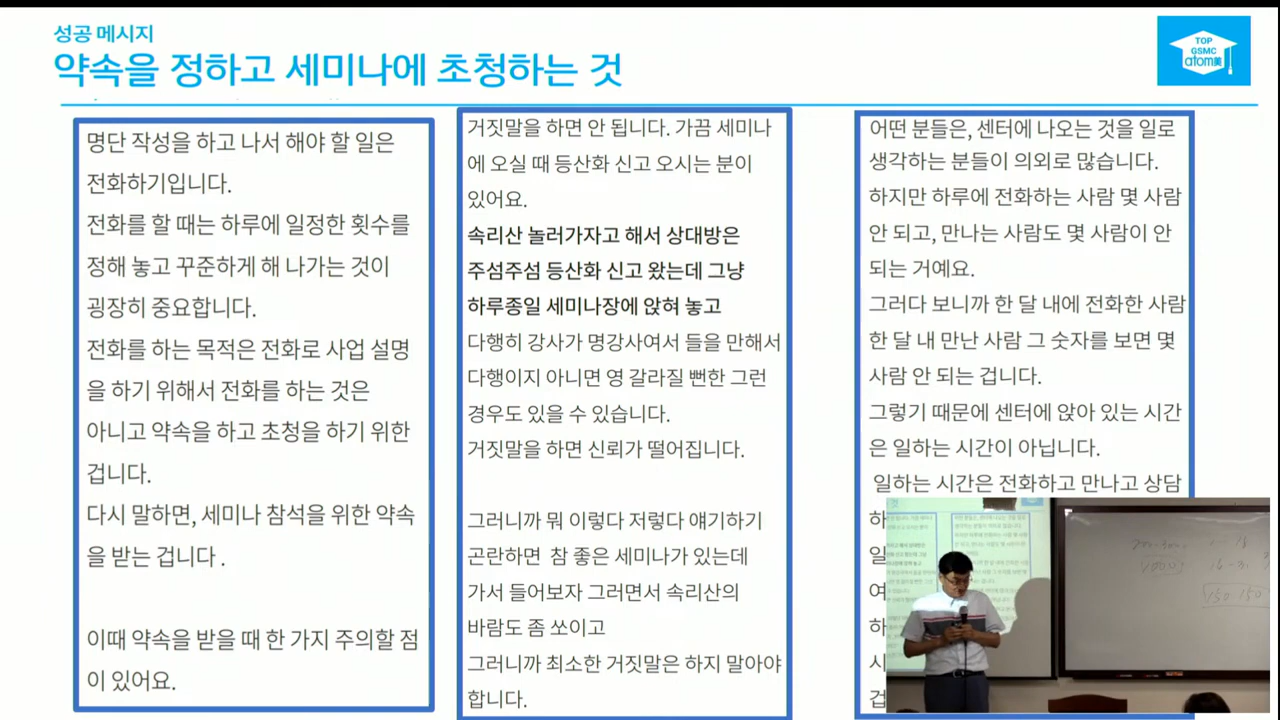 성공 메시지
약속을 정하고 세미나에 초청하는 것
TOP
GSMC
atom美
명단 작성을 하고 나서 해야 할 일은
전화하기입니다.
전화를 할 때는 하루에 일정한 횟수를
정해 놓고 꾸준하게 해 나가는 것이
굉장히 중요합니다.
전화를 하는 목적은 전화로 사업 설명
을 하기 위해서 전화를 하는 것은
아니고 약속을 하고 초청을 하기 위한
겁니다.
다시 말하면, 세미나 참석을 위한 약속
을 받는 겁니다 .
이때 약속을 받을 때 한 가지 주의할 점
이 있어요.
거짓말을 하면 안 됩니다. 가끔 세미나
에 오실 때 등산화 신고 오시는 분이
있어요.
속리산 놀러가자고 해서 상대방은
주섬주섬 등산화 신고 왔는데 그냥
하루종일 세미나장에 앉혀 놓고
다행히 강사가 명강사여서 들을 만해서
다행이지 아니면 영 갈라질 뻔한 그런
경우도 있을 수 있습니다.
거짓말을 하면 신뢰가 떨어집니다.
그러니까 뭐 이렇다 저렇다 얘기하기
곤란하면 참 좋은 세미나가 있는데
가서 들어보자 그러면서 속리산의
바람도 좀 쏘이고
그러니까 최소한 거짓말은 하지 말아야
합니다.
어떤 분들은, 센터에 나오는 것을 일로
생각하는 분들이 의외로 많습니다.
하지만 하루에 전화하는 사람 몇 사람
안 되고, 만나는 사람도 몇 사람이 안
되는 거예요.
그러다 보니까 한 달 내에 전화한 사람
한 달 내 만난 사람 그 숫자를 보면 몇
사람 안 되는 겁니다.
그렇기 때문에 센터에 앉아 있는 시간
은 일하는 시간이 아닙니다.
일하는 시간은 전화하고 만나고 상담
하
일
여
하
시
겁